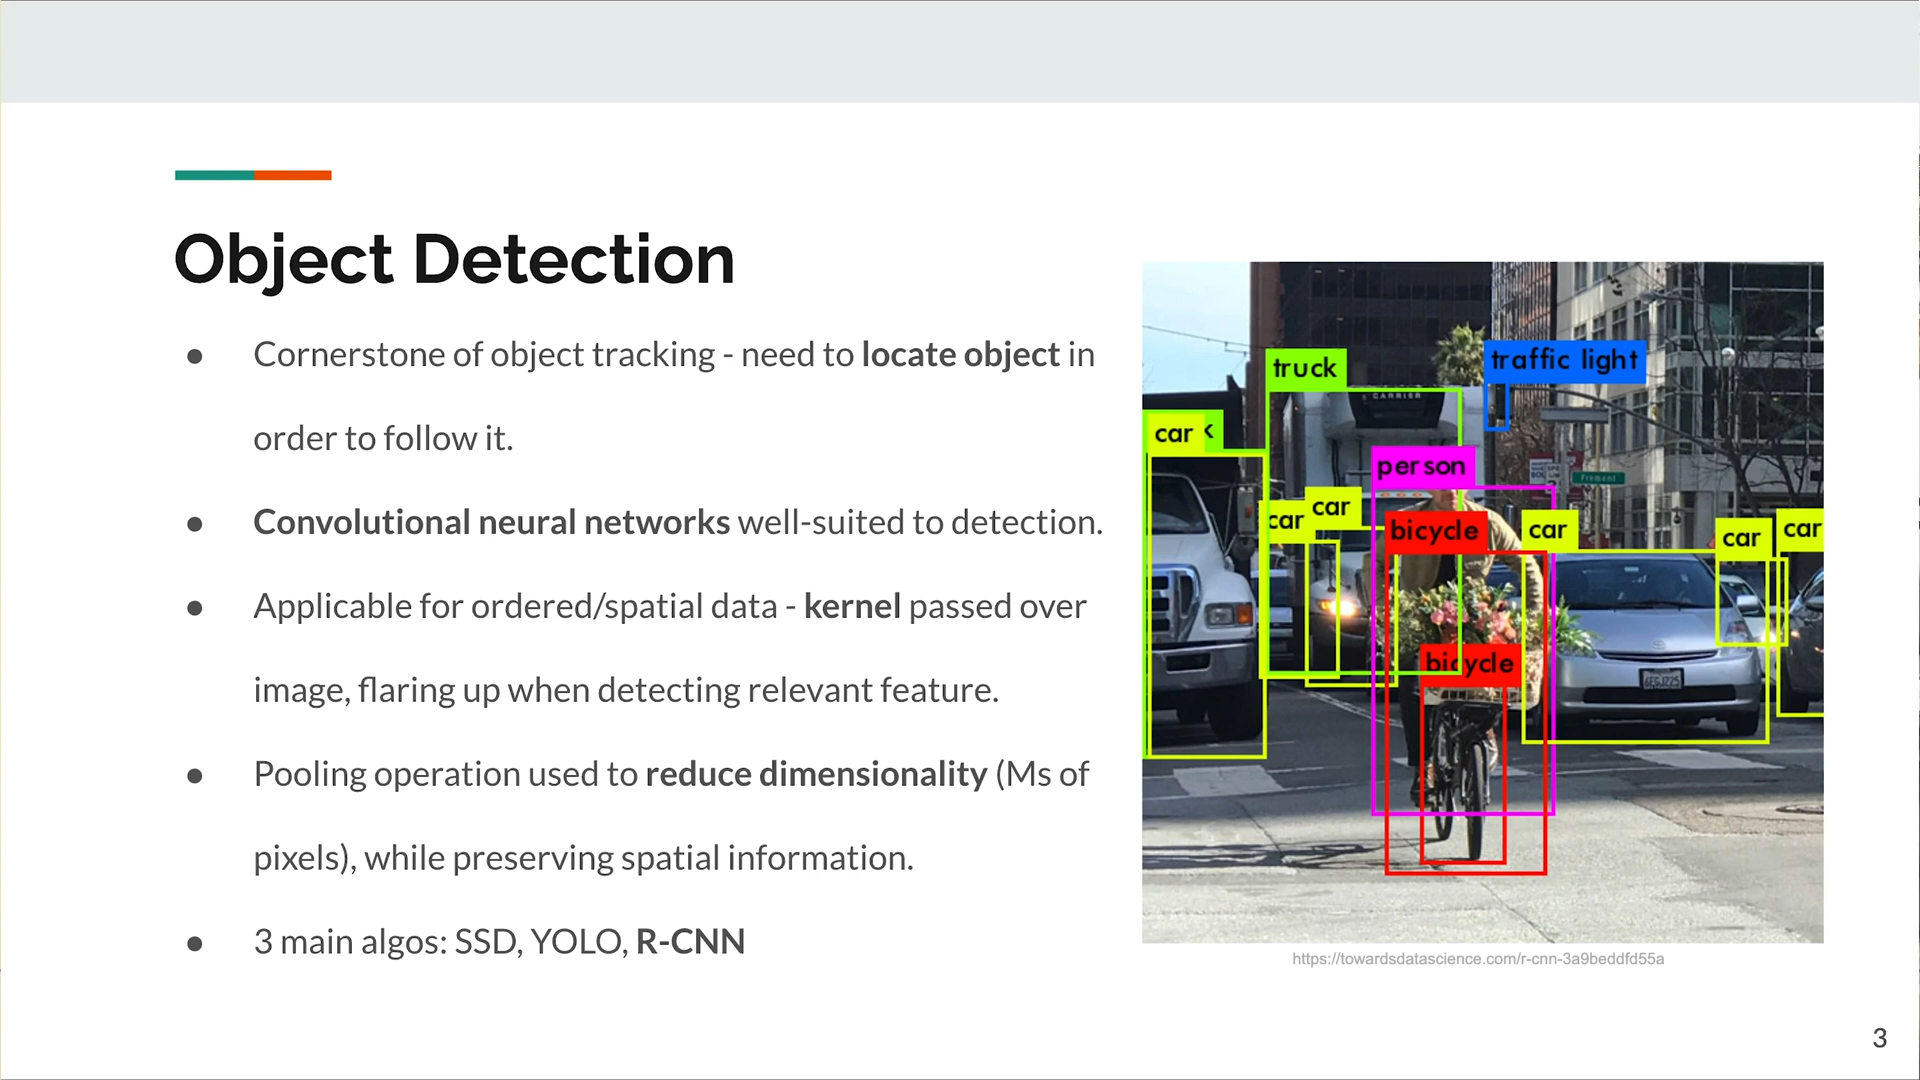 Object Detection
● Cornerstone of object tracking - need to locate object in
order to follow it.
● Convolutional neural networks well-suited to detection.
● Applicable for ordered/spatial data - kernel passed over
image, flaring up when detecting relevant feature.
● Pooling operation used to reduce dimensionality (Ms of
pixels), while preserving spatial information.
● 3 main algos: SSD, YOLO, R-CNN
truck
traffic light
CARRIER
car
k
person
car
car
bicycle
car
car
car
Fremont
bicycle
https://towardsdatascience.com/r-cnn-3a9beddfd55a
3